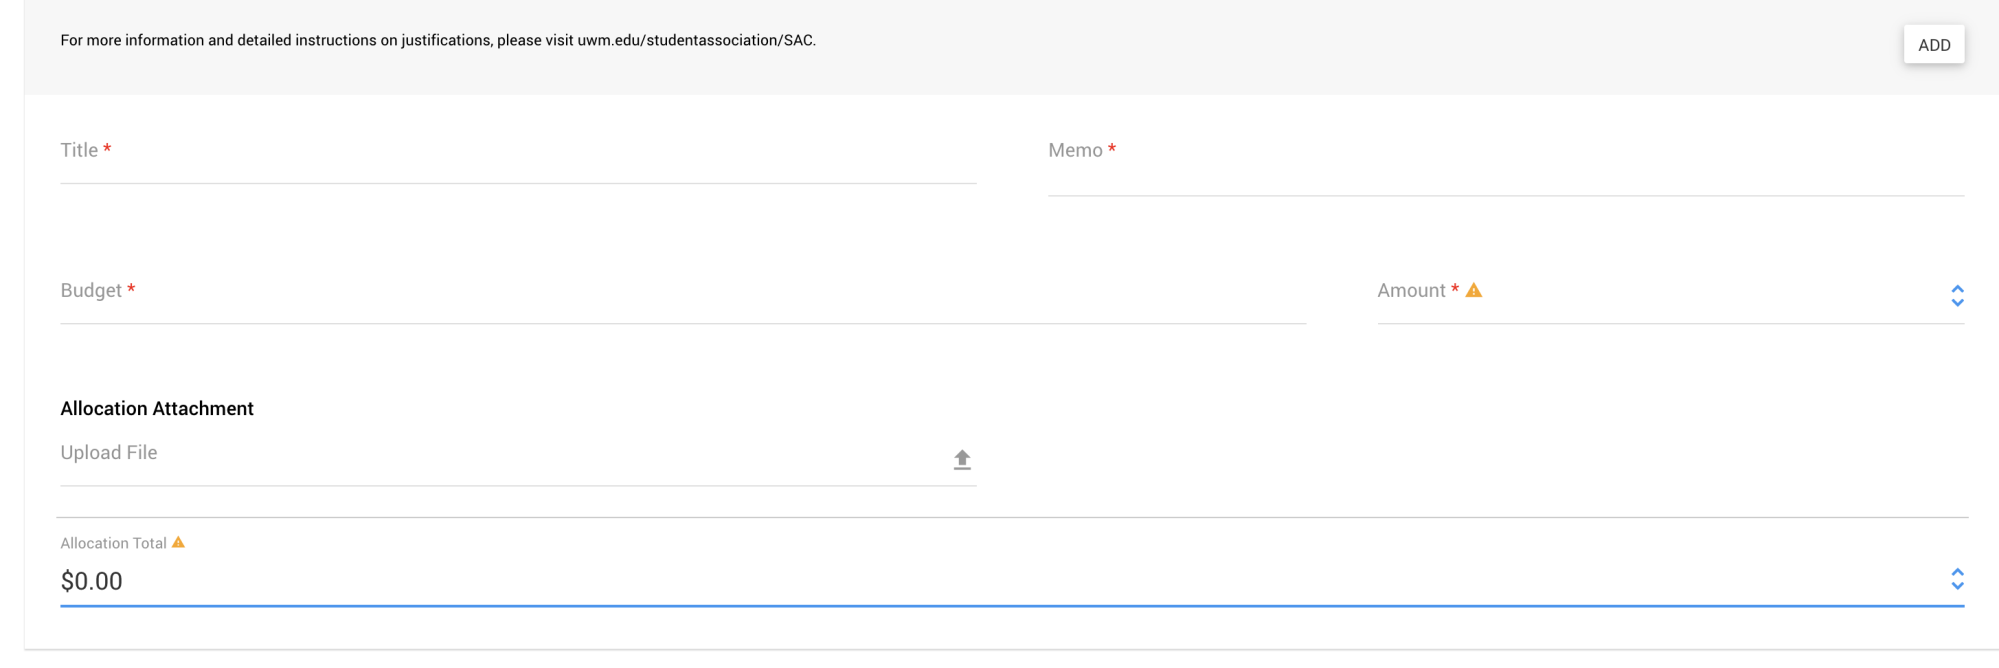 For more information and detailed instructions on justifications, please visit uwm.edu/studentassociation/SAC.
ADD
Title *
Memo *
Budget *
Amount *
Allocation Attachment
Upload File
Allocation Total
$0.00